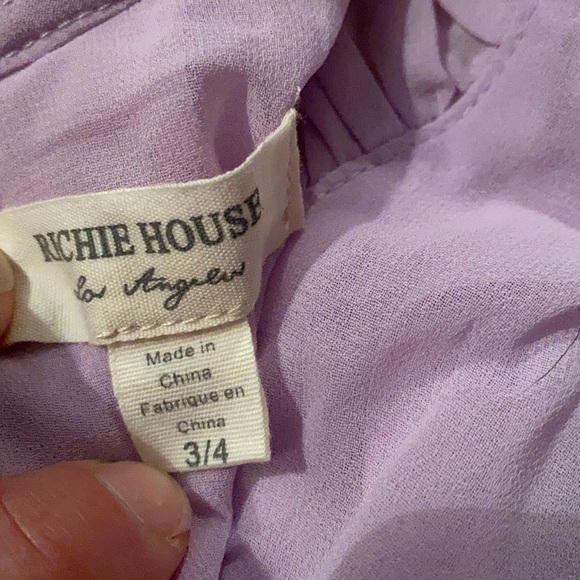 RICHIE HOUSE
Los Angeles
Made in
China
Fabrique en
China
3/4